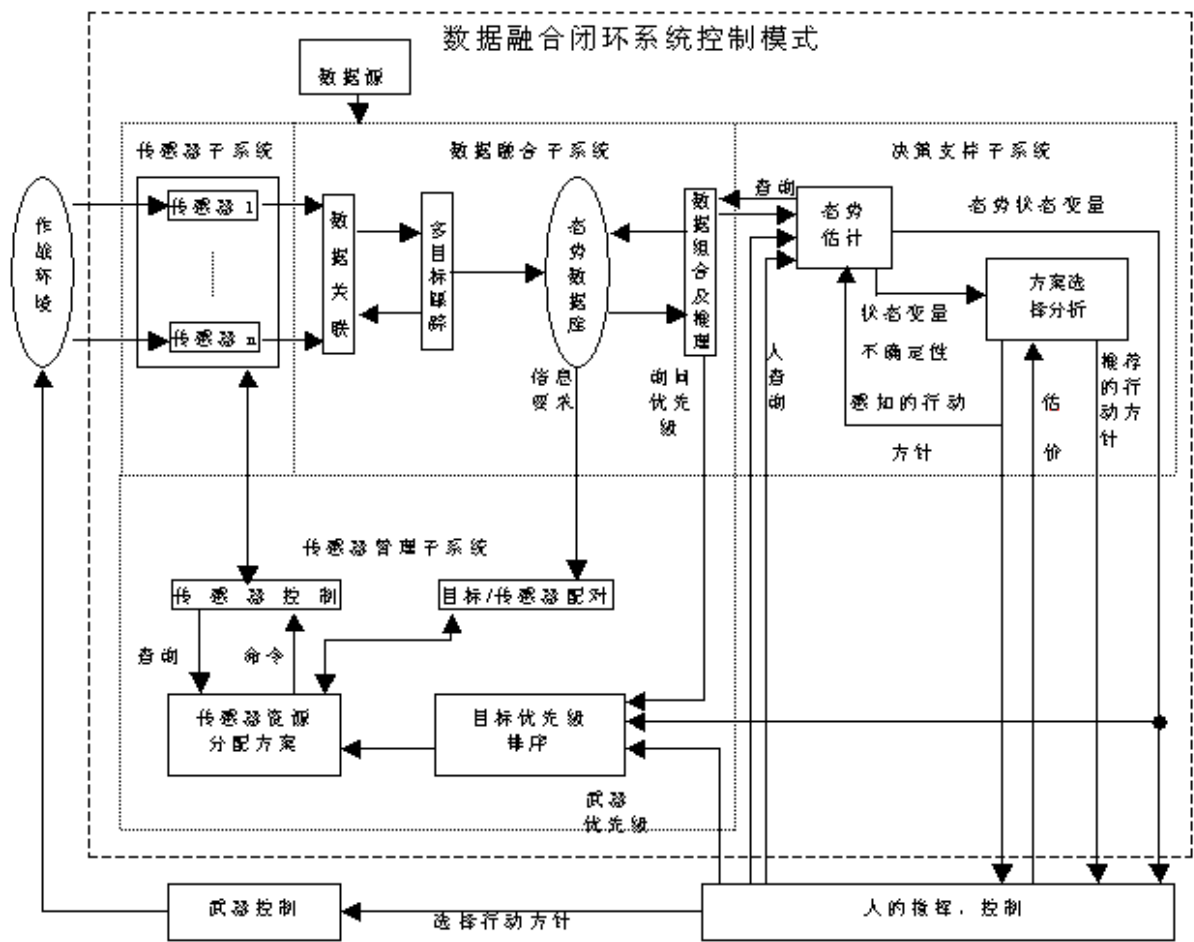 数据融合闭环系统控制模式
数据源
传感器子系统
数据融合子系统
决策支持子系统
作战环境
传感器 1
传感器 n
数据关联
多目标跟踪
态势数据库
数据组合及推理
查询
态势
估计
态势状态变量
方案选
择分析
状态变量
不确定性
感知的行动
方针
人查询
估价
推荐
的行
动方
针
信息
要求
询问
优先
级
传感器管理子系统
传感器控制
目标/传感器配对
查询
命令
传感器资源
分配方案
目标优先级
排序
武器
优先级
武器控制
选择行动方针
人的指挥、控制